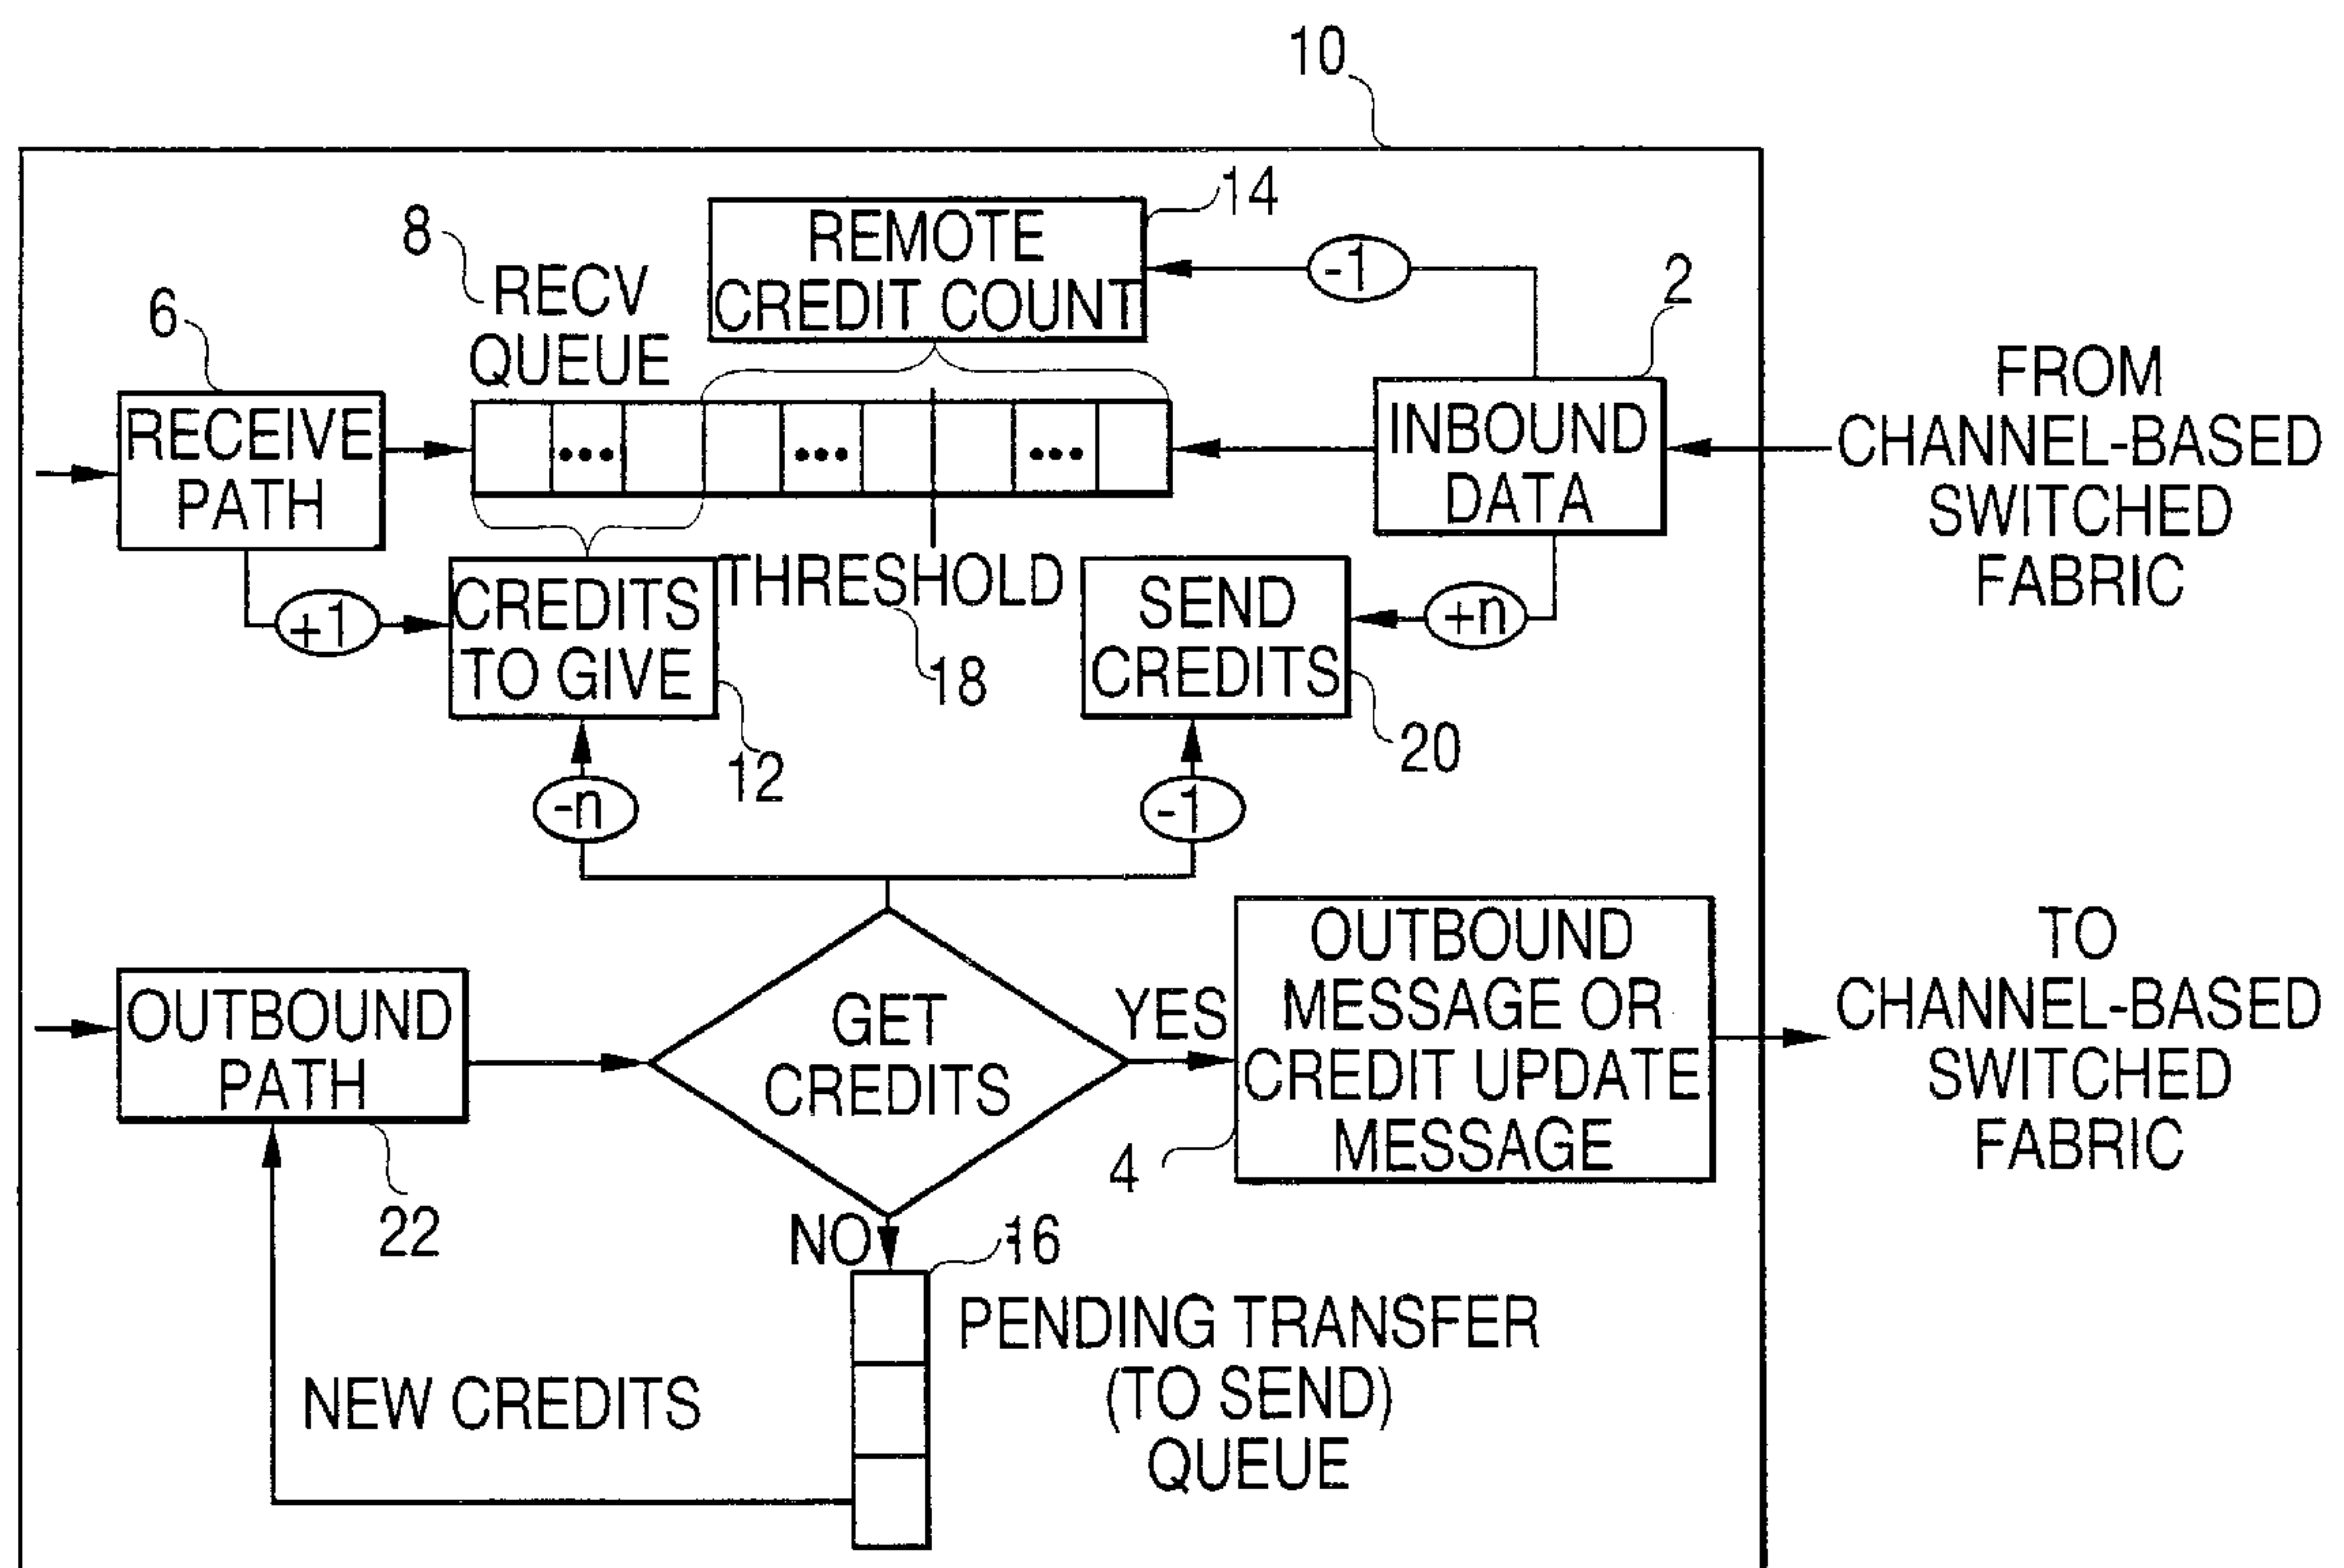 10
14
REMOTE
CREDIT COUNT
8
RECV
QUEUE
-1
2
6
RECEIVE
PATH
•••
•••
•••
INBOUND
DATA
FROM
CHANNEL-BASED
SWITCHED
FABRIC
+1
CREDITS
TO GIVE
THRESHOLD
18
SEND
CREDITS
+n
12
20
-n
-1
OUTBOUND
PATH
22
GET
CREDITS
YES
OUTBOUND
MESSAGE OR
CREDIT UPDATE
MESSAGE
4
TO
CHANNEL-BASED
SWITCHED
FABRIC
NO
16
PENDING TRANSFER
(TO SEND)
QUEUE
NEW CREDITS